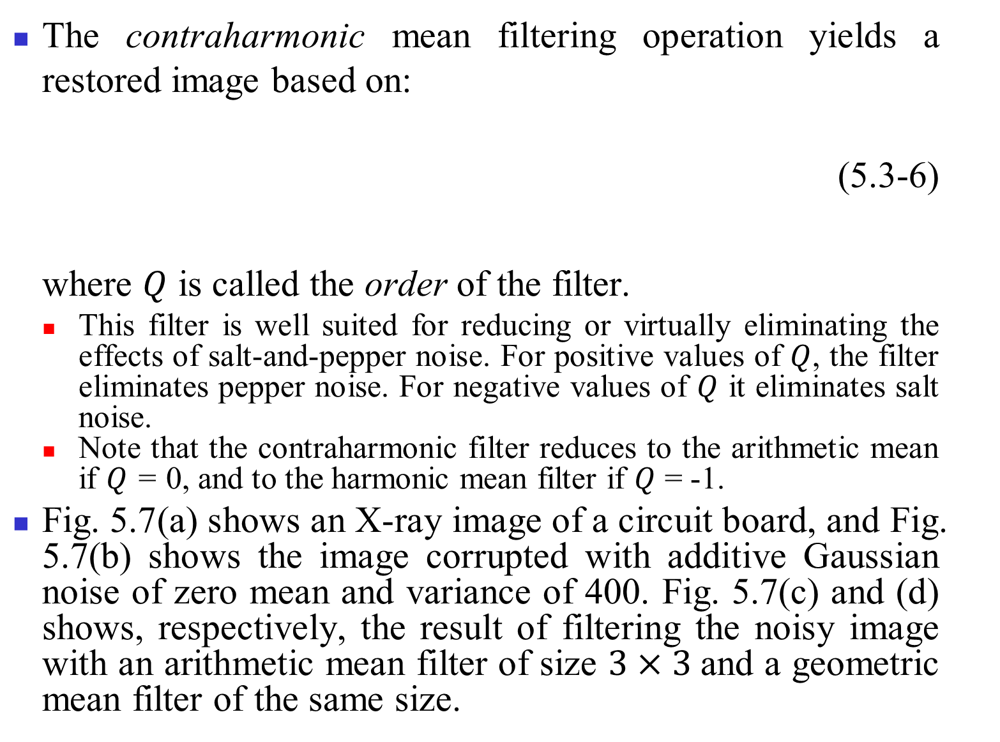 The contraharmonic mean filtering operation yields a
restored image based on:
(5.3-6)
where Q is called the order of the filter.
This filter is well suited for reducing or virtually eliminating the
effects of salt-and-pepper noise. For positive values of Q, the filter
eliminates pepper noise. For negative values of Q it eliminates salt
noise.
Note that the contraharmonic filter reduces to the arithmetic mean
if Q = 0, and to the harmonic mean filter if Q = -1.
Fig. 5.7(a) shows an X-ray image of a circuit board, and Fig.
5.7(b) shows the image corrupted with additive Gaussian
noise of zero mean and variance of 400. Fig. 5.7(c) and (d)
shows, respectively, the result of filtering the noisy image
with an arithmetic mean filter of size 3 × 3 and a geometric
mean filter of the same size.